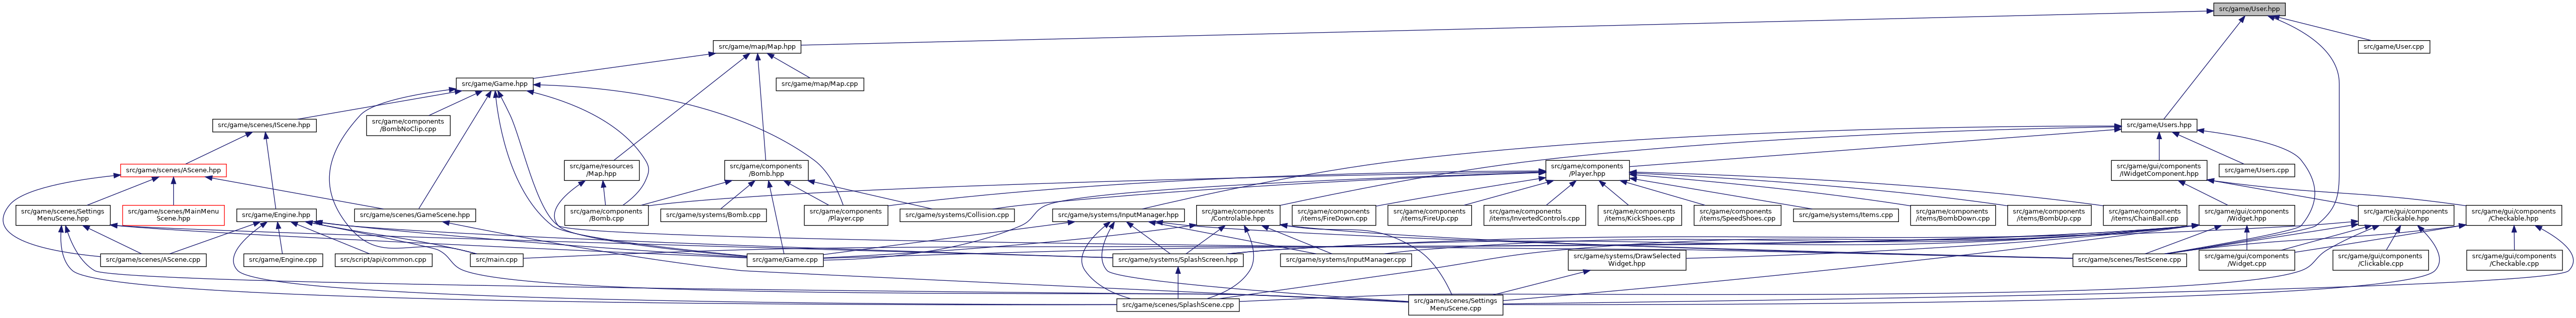 src/game/User.hpp
src/game/map/Map.hpp
src/game/User.cpp
src/game/Game.hpp
src/game/map/Map.cpp
src/game/scenes/IScene.hpp
src/game/components
/BombNoClip.cpp
src/game/Users.hpp
src/game/scenes/AScene.hpp
src/game/resources
/Map.hpp
src/game/components
/Bomb.hpp
src/game/components
/Player.hpp
src/game/gui/components
/IWidgetComponent.hpp
src/game/Users.cpp
src/game/scenes/Settings
MenuScene.hpp
src/game/scenes/MainMenu
Scene.hpp
src/game/Engine.hpp
src/game/scenes/GameScene.hpp
src/game/components
/Bomb.cpp
src/game/systems/Bomb.cpp
src/game/components
/Player.cpp
src/game/systems/Collision.cpp
src/game/systems/InputManager.hpp
src/game/components
/Controlable.hpp
src/game/components
/items/FireDown.cpp
src/game/components
/items/FireUp.cpp
src/game/components
/items/InvertedControls.cpp
src/game/components
/items/KickShoes.cpp
src/game/components
/items/SpeedShoes.cpp
src/game/systems/Items.cpp
src/game/components
/items/BombDown.cpp
src/game/components
/items/BombUp.cpp
src/game/components
/items/ChainBall.cpp
src/game/gui/components
/Widget.hpp
src/game/gui/components
/Clickable.hpp
src/game/gui/components
/Checkable.hpp
src/game/scenes/AScene.cpp
src/game/Engine.cpp
src/script/api/common.cpp
src/main.cpp
src/game/Game.cpp
src/game/systems/SplashScreen.hpp
src/game/systems/InputManager.cpp
src/game/systems/DrawSelected
Widget.hpp
src/game/scenes/TestScene.cpp
src/game/gui/components
/Widget.cpp
src/game/gui/components
/Clickable.cpp
src/game/gui/components
/Checkable.cpp
src/game/scenes/SplashScene.cpp
src/game/scenes/Settings
MenuScene.cpp